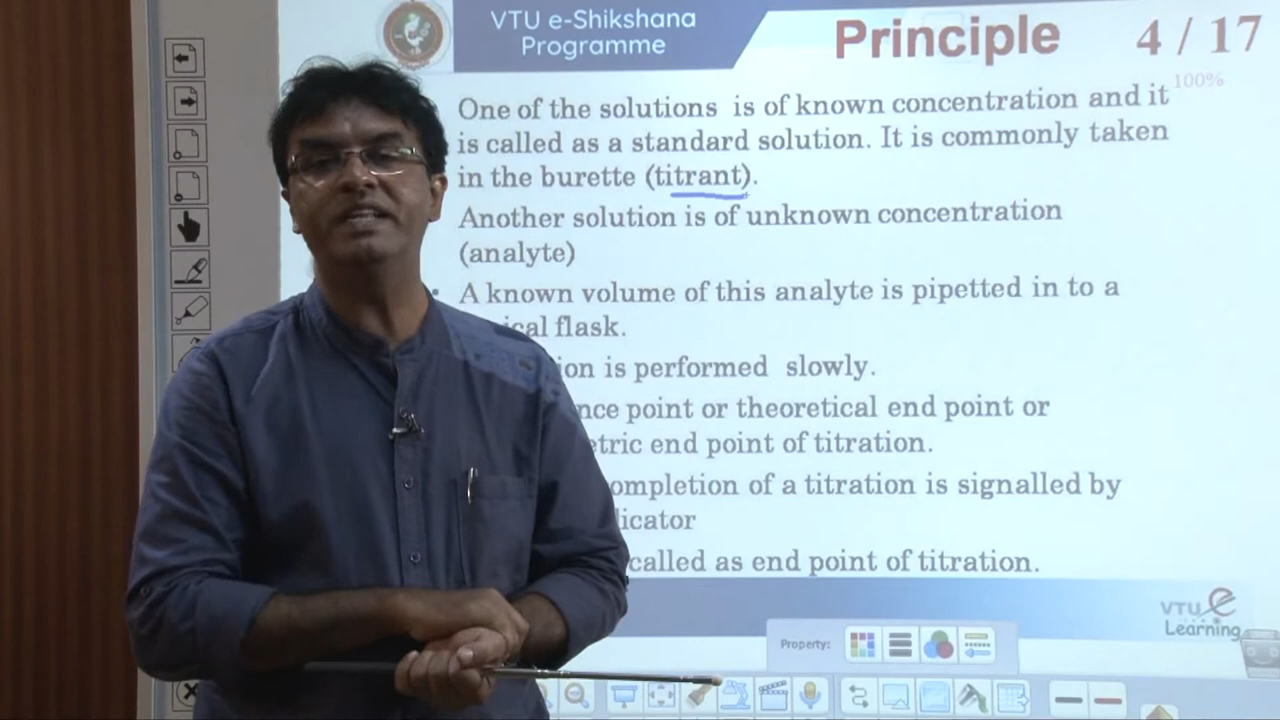 VTU e-Shikshana
Programme
Principle 4 / 17
100%
One of the solutions is of known concentration and it
is called as a standard solution. It is commonly taken
in the burette (titrant).
Another solution is of unknown concentration
(analyte)
A known volume of this analyte is pipetted in to a
ical flask.
ion is performed slowly.
nce point or theoretical end point or
etric end point of titration.
ompletion of a titration is signalled by
licator
called as end point of titration.
VTU e
Learning
Property: